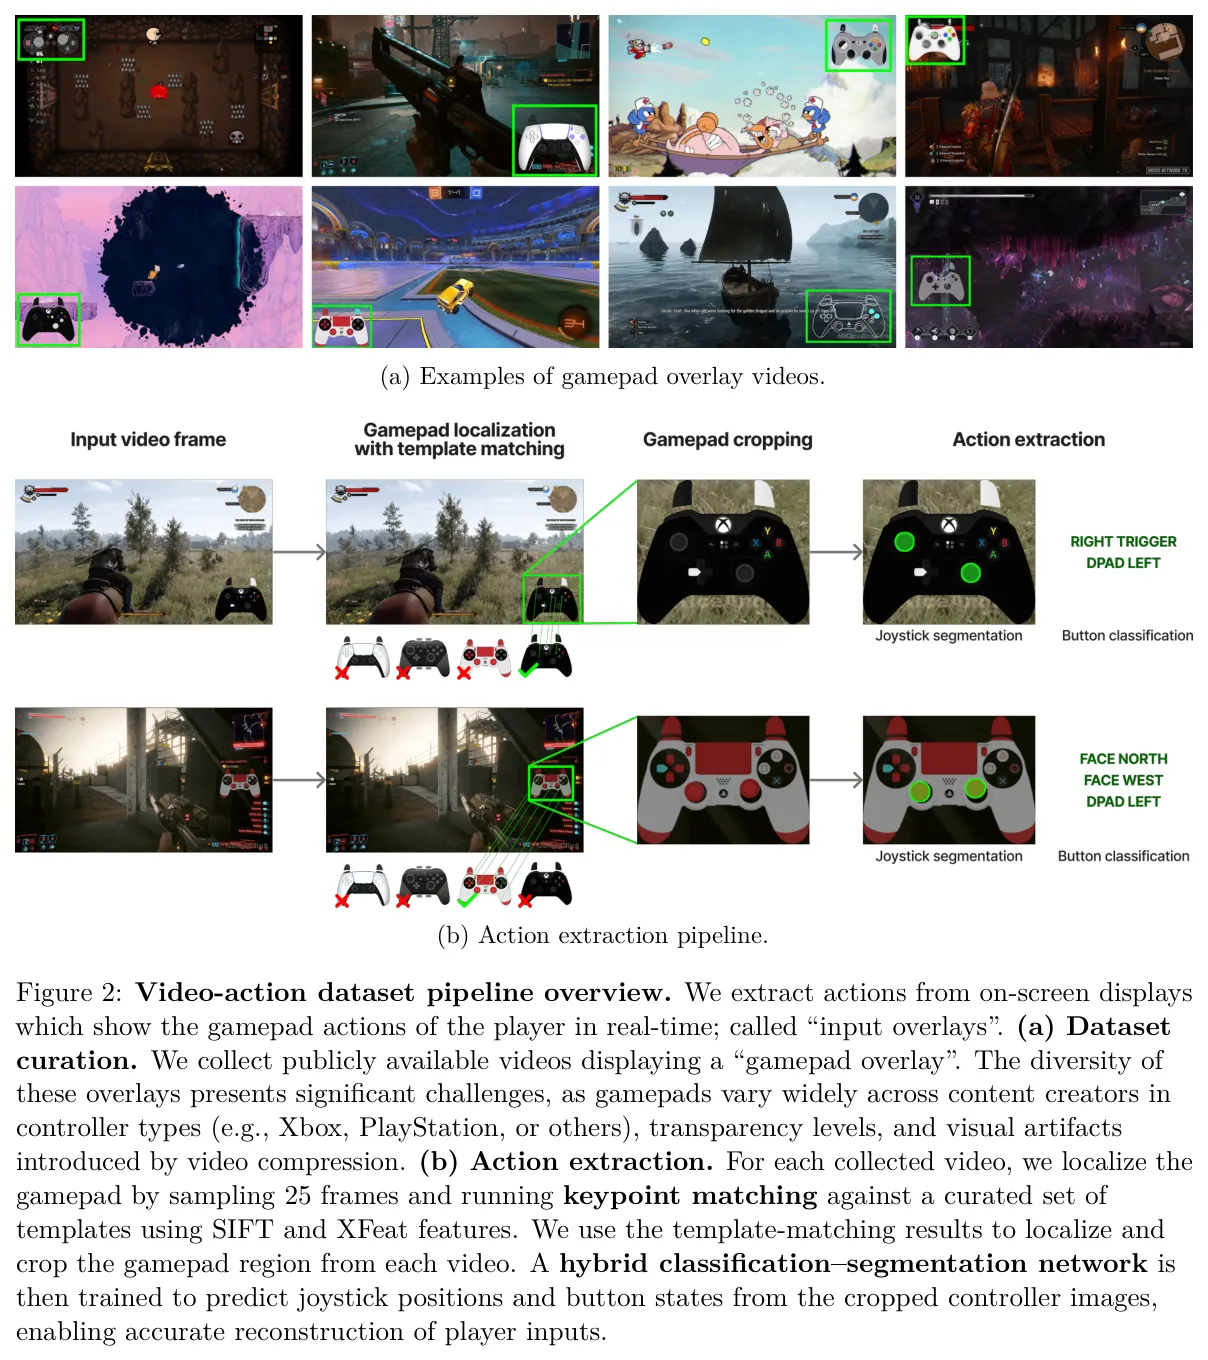 (a) Examples of gamepad overlay videos.
Input video frame
Gamepad localization
with template matching
Gamepad cropping
Action extraction
Y
X B
A
Y
X B
A
RIGHT TRIGGER
DPAD LEFT
Joystick segmentation
Button classification
FACE NORTH
FACE WEST
DPAD LEFT
Joystick segmentation
Button classification
(b) Action extraction pipeline.
Figure 2: Video-action dataset pipeline overview. We extract actions from on-screen displays
which show the gamepad actions of the player in real-time; called “input overlays”. (a) Dataset
curation. We collect publicly available videos displaying a “gamepad overlay”. The diversity of
these overlays presents significant challenges, as gamepads vary widely across content creators in
controller types (e.g., Xbox, PlayStation, or others), transparency levels, and visual artifacts
introduced by video compression. (b) Action extraction. For each collected video, we localize the
gamepad by sampling 25 frames and running keypoint matching against a curated set of
templates using SIFT and XFeat features. We use the template-matching results to localize and
crop the gamepad region from each video. A hybrid classification–segmentation network is
then trained to predict joystick positions and button states from the cropped controller images,
enabling accurate reconstruction of player inputs.